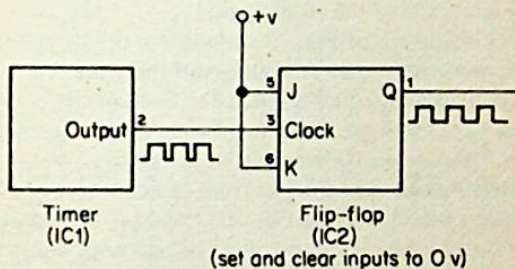 +v
5
J
Q
1
Output
2
3
Clock
6
K
Timer
(IC1)
Flip-flop
(IC2)
(set and clear inputs to 0 v)